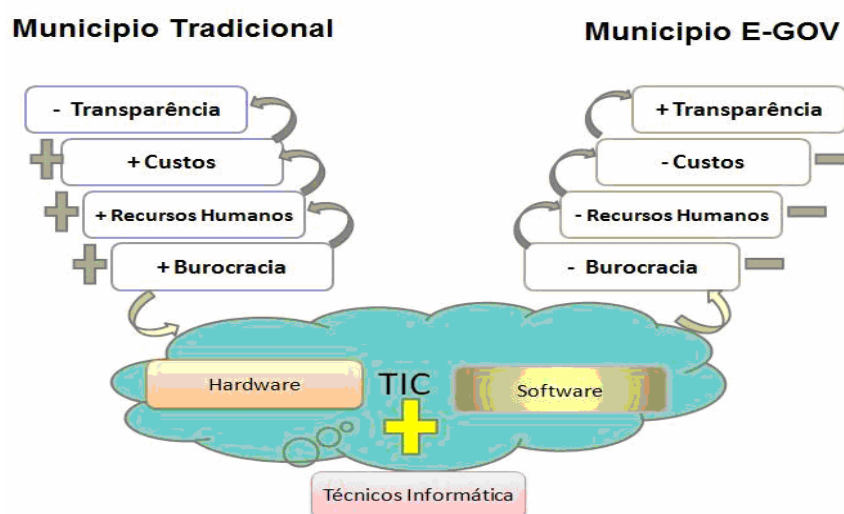 Municipio Tradicional
- Transparência
+ Custos
+ Recursos Humanos
+ Burocracia
Municipio E-GOV
+ Transparência
- Custos
- Recursos Humanos
- Burocracia
Hardware
TIC
Software
Técnicos Informática